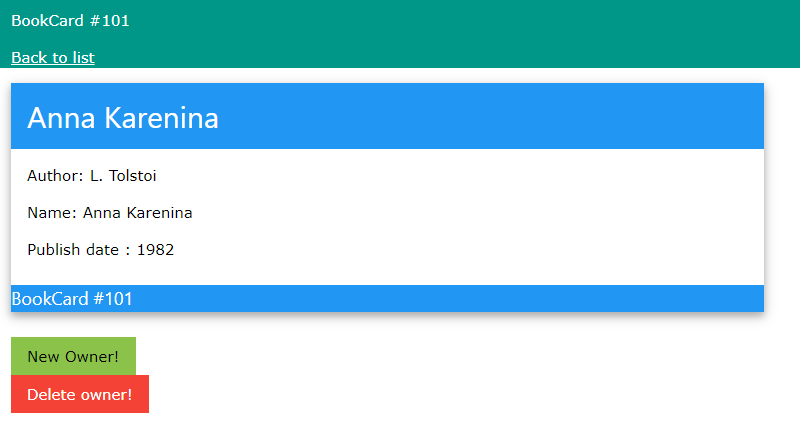 BookCard #101
Back to list
Anna Karenina
Author: L. Tolstoi
Name: Anna Karenina
Publish date : 1982
BookCard #101
New Owner!
Delete owner!